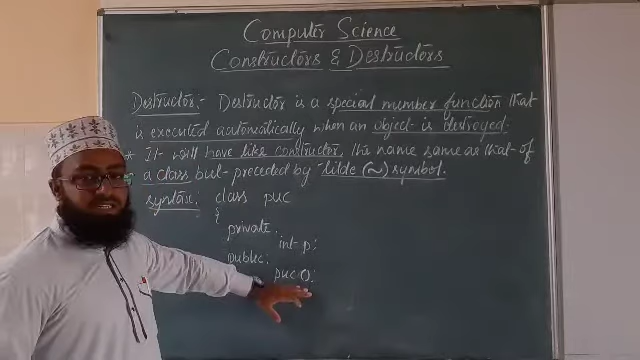 Computer Science
Constructors & Destructors
Destructor:- Destructor is a special member function that
is executed automatically when an object is destroyed
* It will have like constructor, the name same as that of
a class but preceded by tilde (~) symbol.
syntax: class puc
{
private:
int p;
public:
puc();